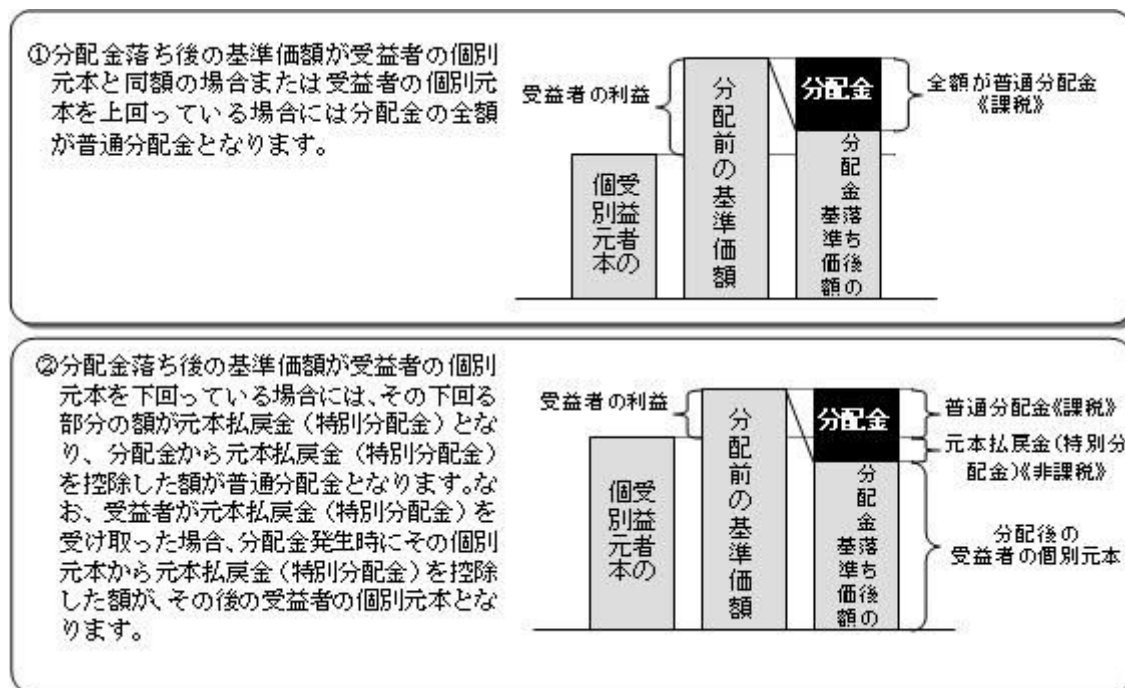 ①分配金落ち後の基準価額が受益者の個別
元本と同額の場合または受益者の個別元
本を上回っている場合には分配金の全額
が普通分配金となります。
受益者の利益
受益者の
個別元本
分配前の基準価額
分配金
分配金落ち後の
基準価額
全額が普通分配金
《課税》
②分配金落ち後の基準価額が受益者の個別
元本を下回っている場合には、その下回る
部分の額が元本払戻金（特別分配金）とな
り、分配金から元本払戻金（特別分配金）
を控除した額が普通分配金となります。な
お、受益者が元本払戻金（特別分配金）を
受け取った場合、分配金発生時にその個別
元本から元本払戻金（特別分配金）を控除
した額が、その後の受益者の個別元本とな
ります。
受益者の利益
受益者の
個別元本
分配前の基準価額
分配金
分配金落ち後の
基準価額
普通分配金《課税》
元本払戻金（特別分
配金）《非課税》
分配後の
受益者の個別元本